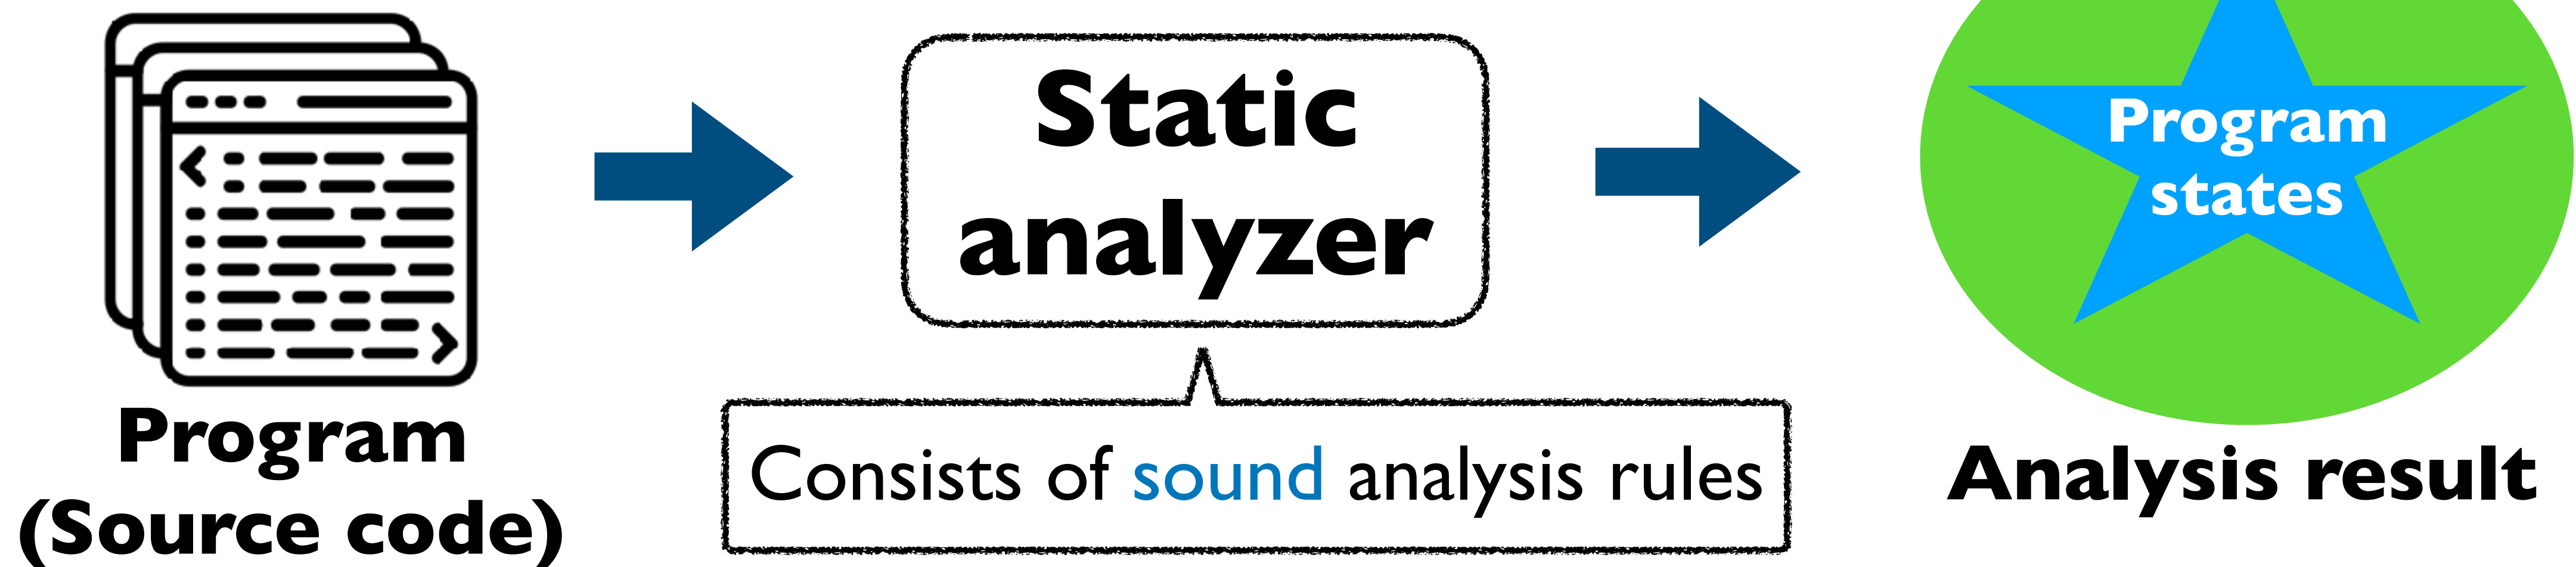 Static
analyzer
Program
states
Program
(Source code)
Consists of sound analysis rules
Analysis result